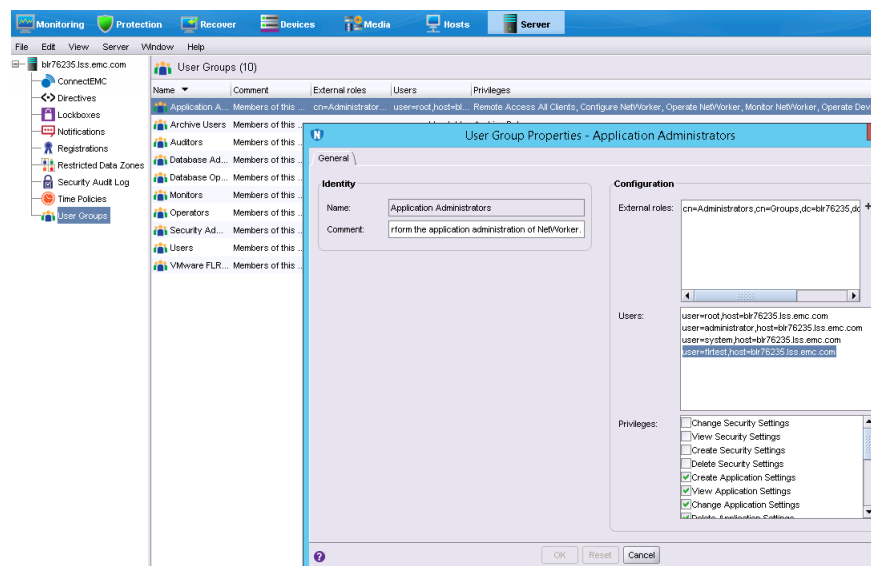 Monitoring Protection Recover Devices Media Hosts Server
File Edit View Server Window Help
blr76235.lss.emc.com
ConnectEMC
Directives
Lockboxes
Notifications
Registrations
Restricted Data Zones
Security Audit Log
Time Policies
User Groups
User Groups (10)
Name Comment External roles Users Privileges
Application A... Members of this ... cn=Administrator... user=root,host=bl... Remote Access All Clients, Configure NetWorker, Operate NetWorker, Monitor NetWorker, Operate Dev
Archive Users Members of this ...
Auditors Members of this ...
Database Ad... Members of this ...
Database Op... Members of this ...
Monitors Members of this ...
Operators Members of this ...
Security Ad... Members of this ...
Users Members of this ...
VMware FLR... Members of this ...
User Group Properties - Application Administrators
General
Identity
Name: Application Administrators
Comment: rform the application administration of NetWorker.
Configuration
External roles: cn=Administrators,cn=Groups,dc=blr76235,dc
Users: user=root,host=blr76235.lss.emc.com
user=administrator,host=blr76235.lss.emc.com
user=system,host=blr76235.lss.emc.com
user=flrtest,host=blr76235.lss.emc.com
Privileges: Change Security Settings
View Security Settings
Create Security Settings
Delete Security Settings
Create Application Settings
View Application Settings
Change Application Settings
Delete Application Settings
OK Reset Cancel